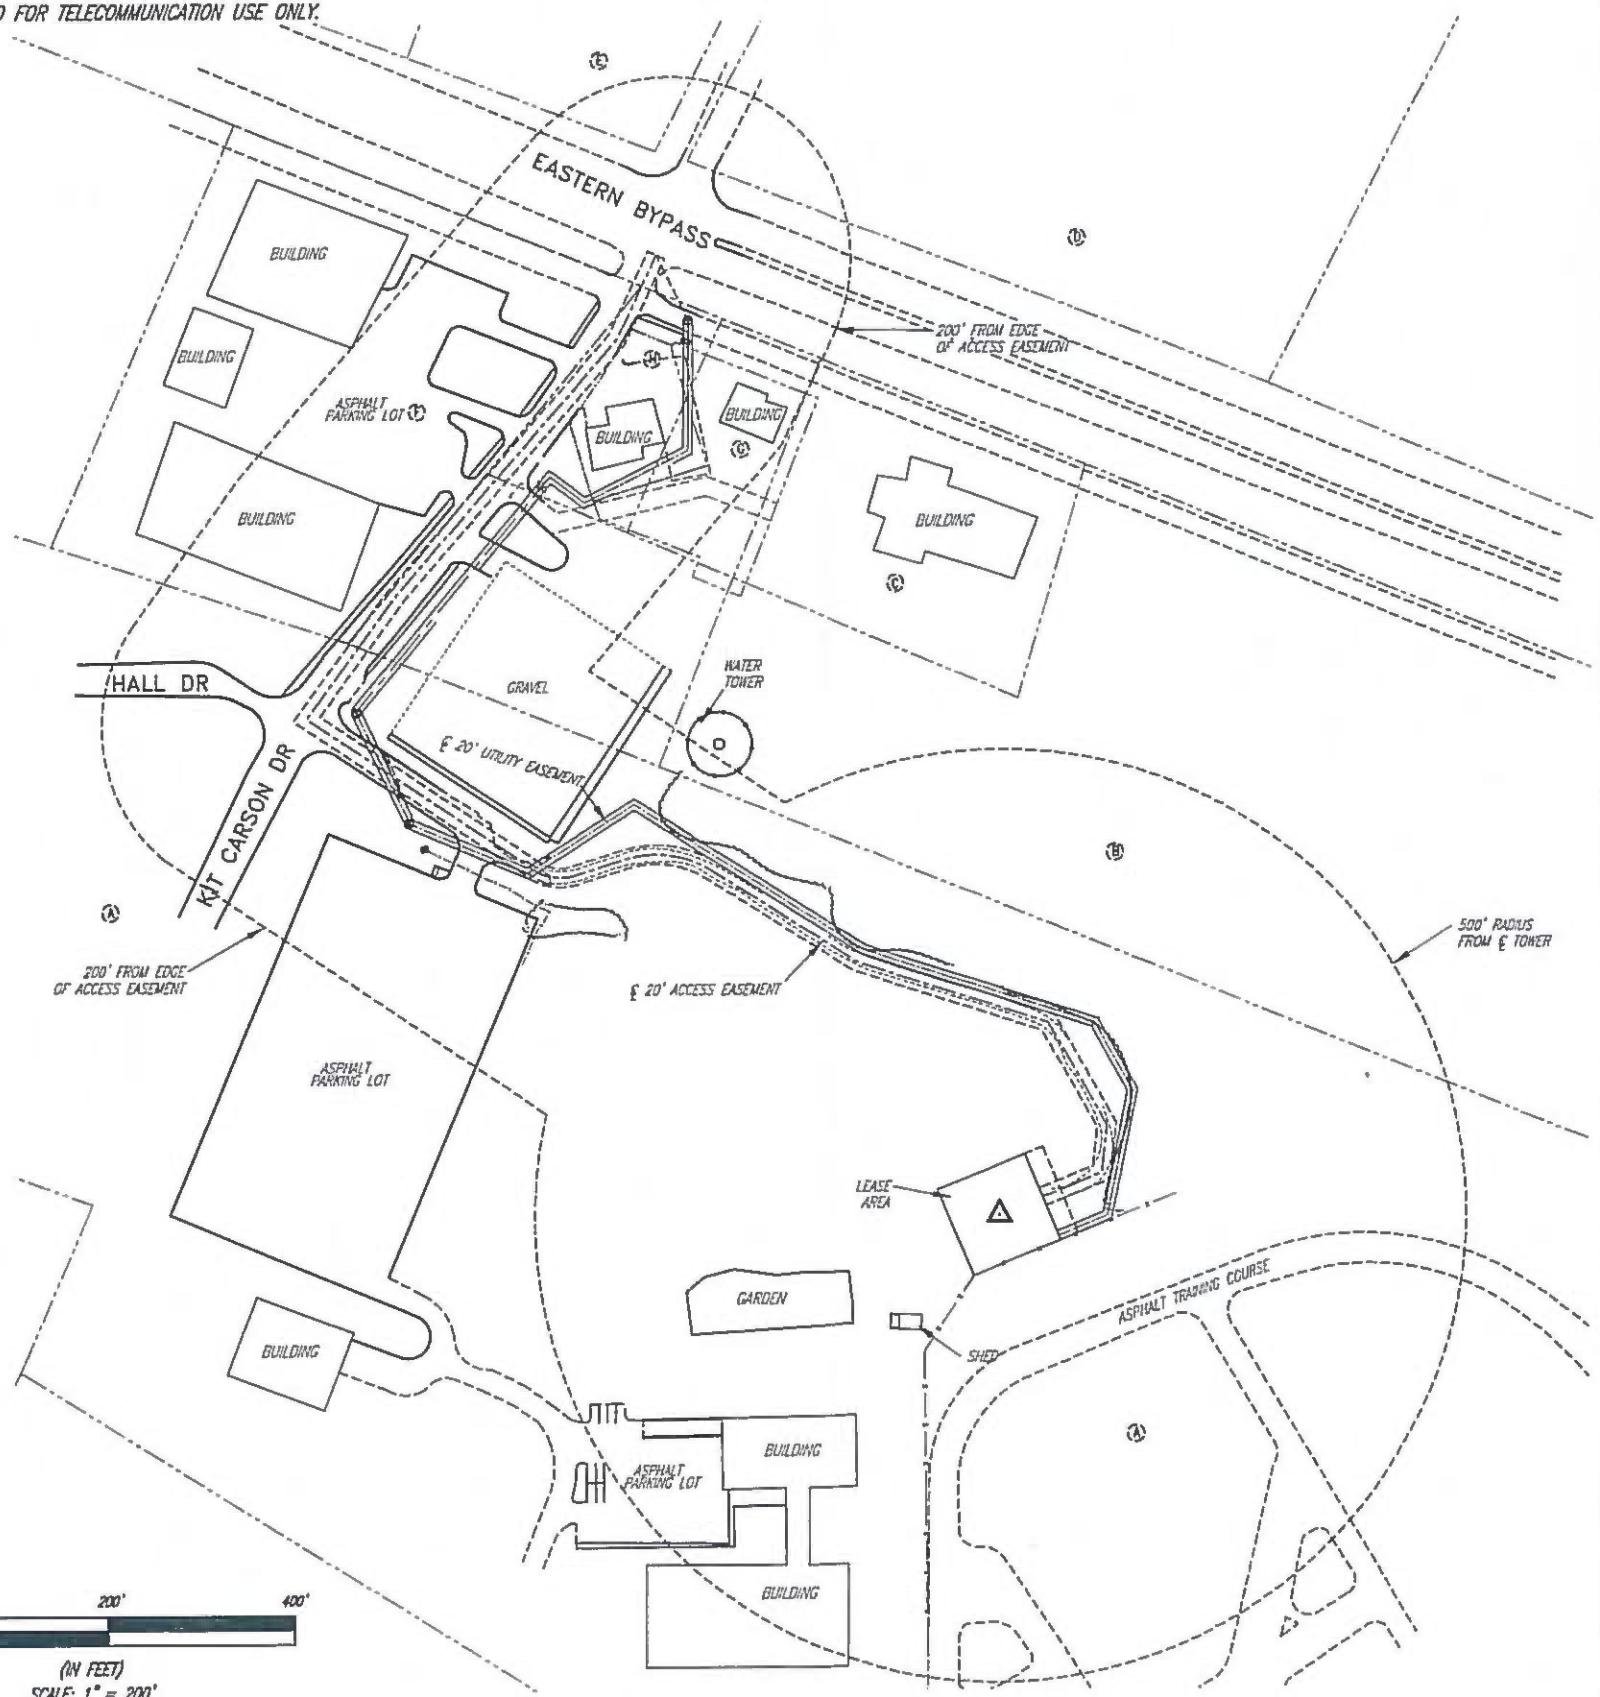 D FOR TELECOMMUNICATION USE ONLY.
E
EASTERN BYPASS
D
BUILDING
BUILDING
200' FROM EDGE
OF ACCESS EASEMENT
H
ASPHALT
PARKING LOT
F
BUILDING
BUILDING
G
BUILDING
BUILDING
C
HALL DR
WATER
TOWER
GRAVEL
℄ 20' UTILITY EASEMENT
KIT CARSON DR
B
A
500' RADIUS
FROM ℄ TOWER
200' FROM EDGE
OF ACCESS EASEMENT
℄ 20' ACCESS EASEMENT
ASPHALT
PARKING LOT
LEASE
AREA
GARDEN
ASPHALT TRAINING COURSE
SHED
BUILDING
A
BUILDING
ASPHALT
PARKING LOT
BUILDING
200'
400'
(IN FEET)
SCALE: 1" = 200'